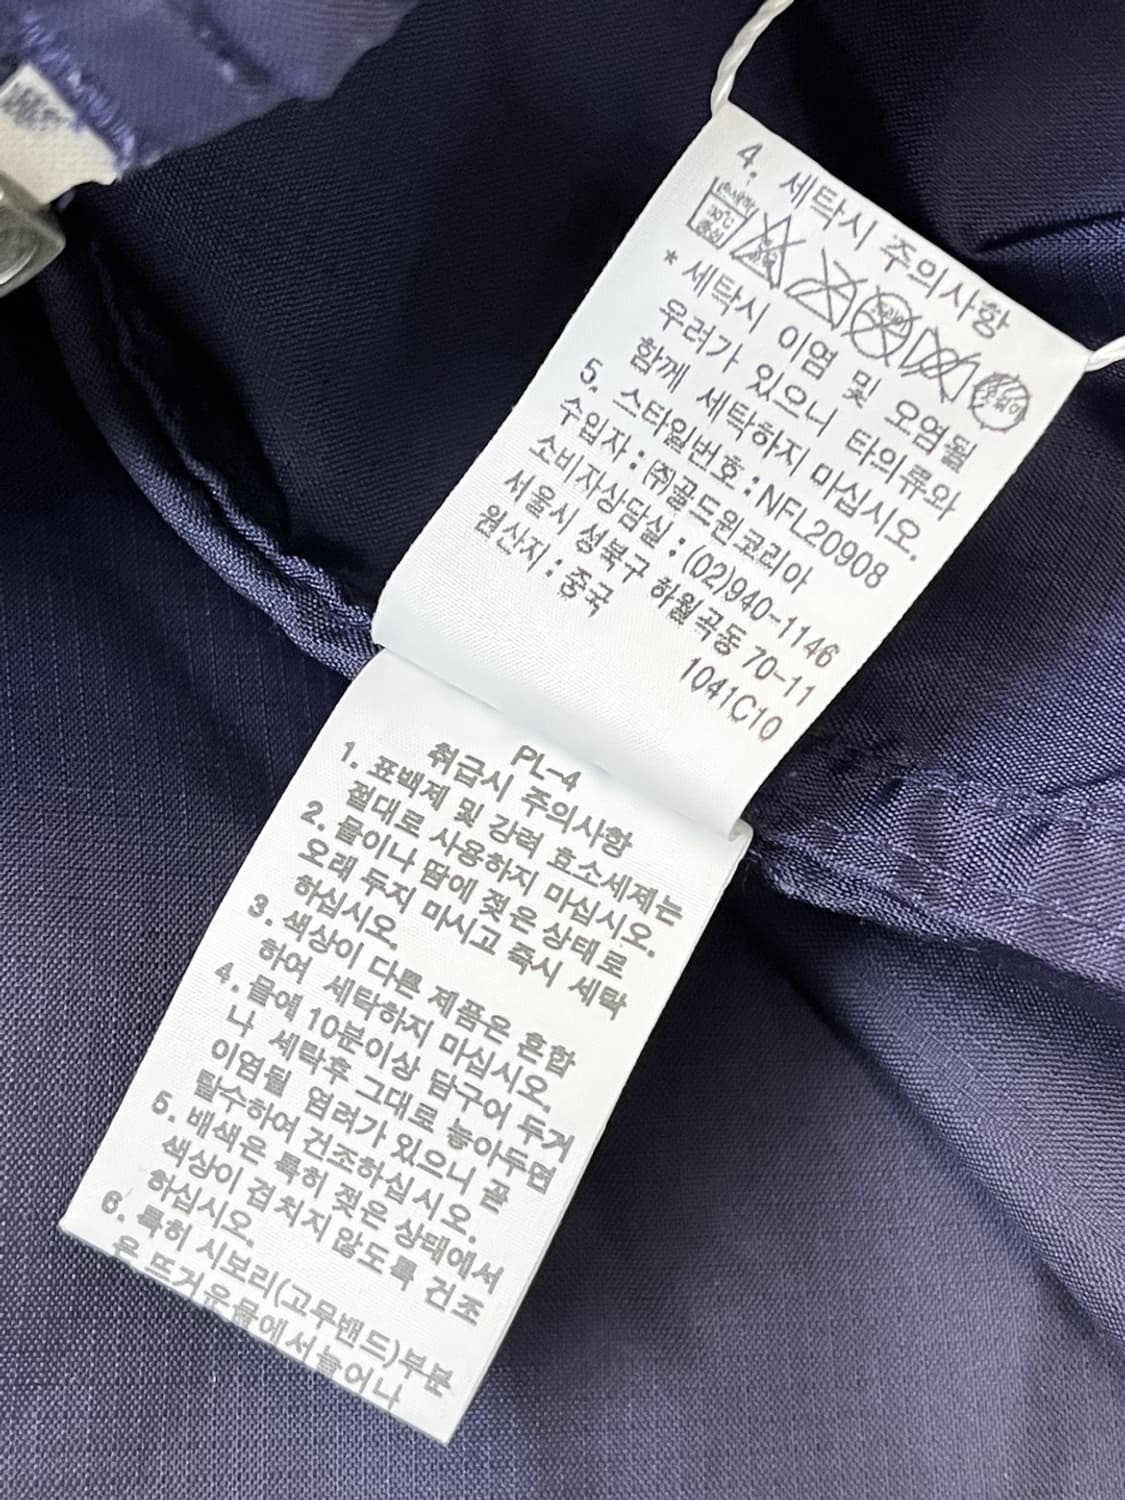 4. 세탁시 주의사항
손세탁
30℃
중성
* 세탁시 이염 및 오염될
우려가 있으니 타의류와
함께 세탁하지 마십시오.
5. 스타일번호 : NFL20908
수입자 : ㈜골드윈코리아
소비자상담실 : (02)940-1146
서울시 성북구 하월곡동 70-11
원산지 : 중국
1041C10
PL-4
취급시 주의사항
1. 표백제 및 강력 효소세제는
절대로 사용하지 마십시오.
2. 물이나 땀에 젖은 상태로
오래 두지 마시고 즉시 세탁
하십시오.
3. 색상이 다른 제품은 혼합
하여 세탁하지 마십시오.
4. 물에 10분이상 담구어 두거
나 세탁후 그대로 놓아두면
이염될 염려가 있으니 곧
탈수하여 건조하십시오.
5. 배색은 특히 젖은 상태에서
색상이 겹치지 않도록 건조
하십시오.
6. 특히 시보리(고무밴드)부분
은 뜨거운물에서 늘어나